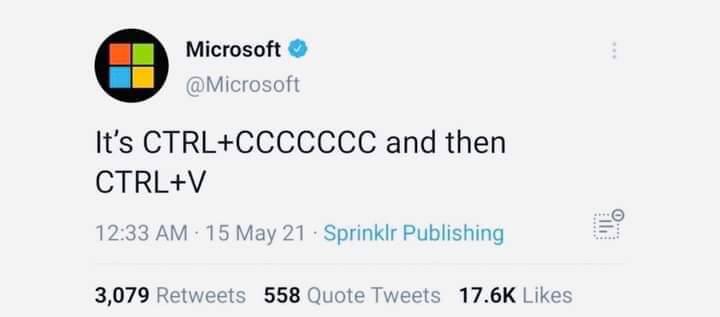 Microsoft
@Microsoft
It's CTRL+CCCCCCC and then
CTRL+V
12:33 AM · 15 May 21 · Sprinklr Publishing
3,079 Retweets 558 Quote Tweets 17.6K Likes